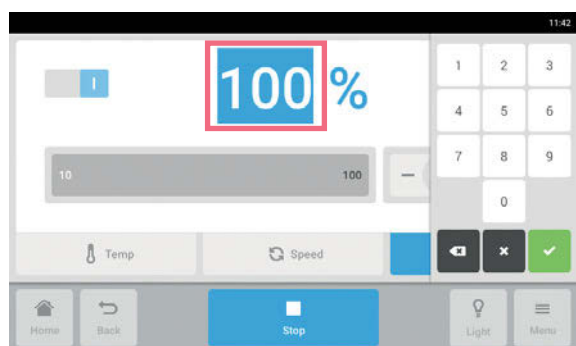 11:42
I
100 %
10
100
−
1 2 3
4 5 6
7 8 9
0
Temp
Speed
Home
Back
Stop
Light
Menu